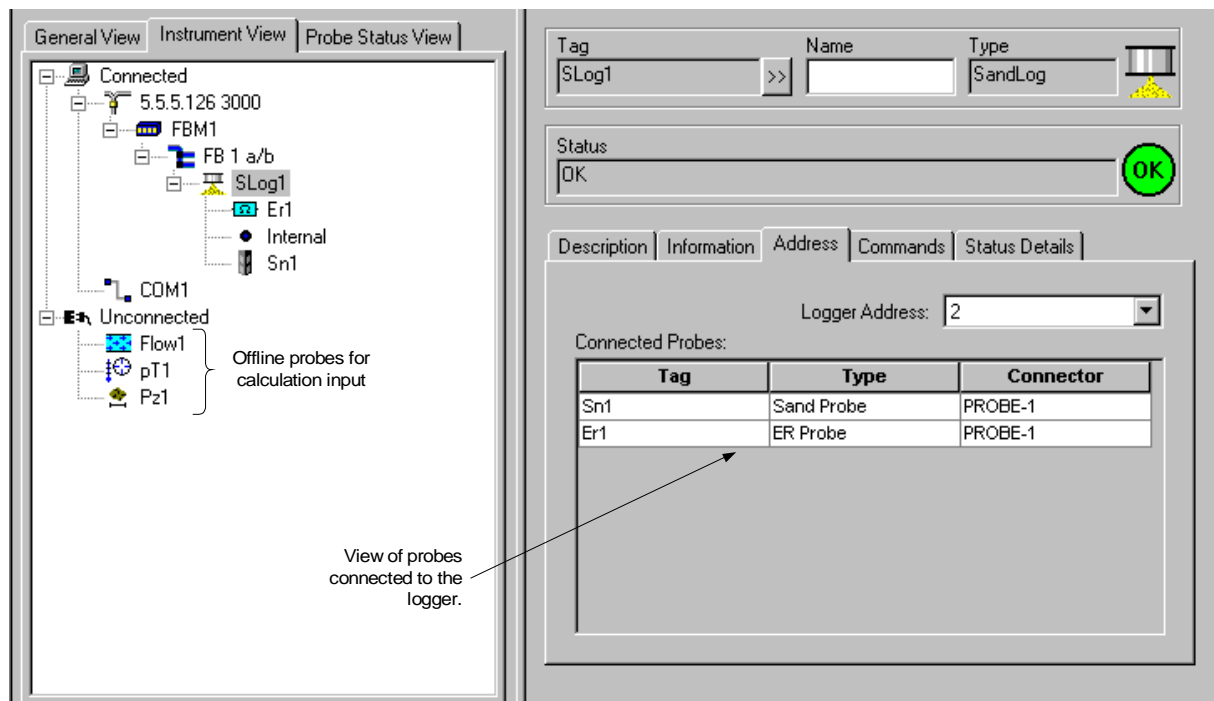 General View Instrument View Probe Status View
Connected
5.5.5.126 3000
FBM1
FB 1 a/b
SLog1
Er1
Internal
Sn1
COM1
Unconnected
Flow1
pT1
Pz1
Offline probes for
calculation input
View of probes
connected to the
logger.
Tag Name Type
SLog1 >> SandLog
Status
OK OK
Description Information Address Commands Status Details
Logger Address: 2
Connected Probes:
Tag Type Connector
Sn1 Sand Probe PROBE-1
Er1 ER Probe PROBE-1